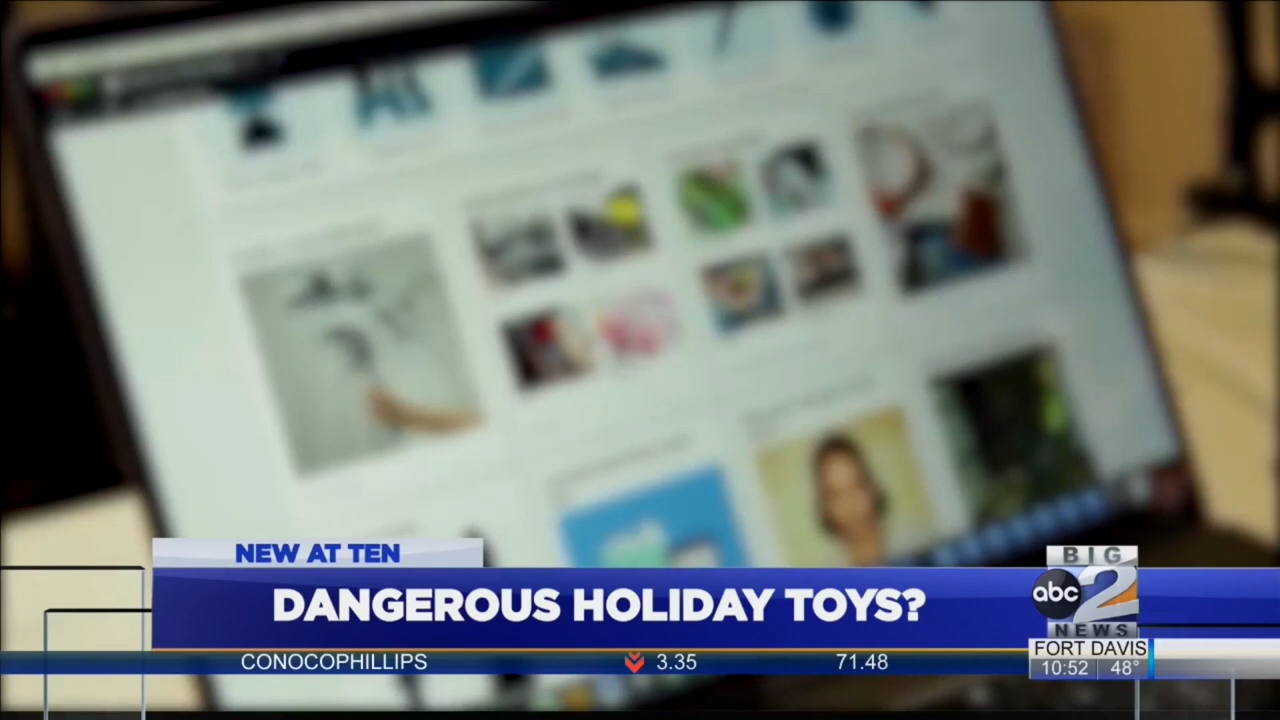 NEW AT TEN
DANGEROUS HOLIDAY TOYS?
BIG
abc 2
NEWS
CONOCOPHILLIPS 3.35 71.48
FORT DAVIS
10:52 48°